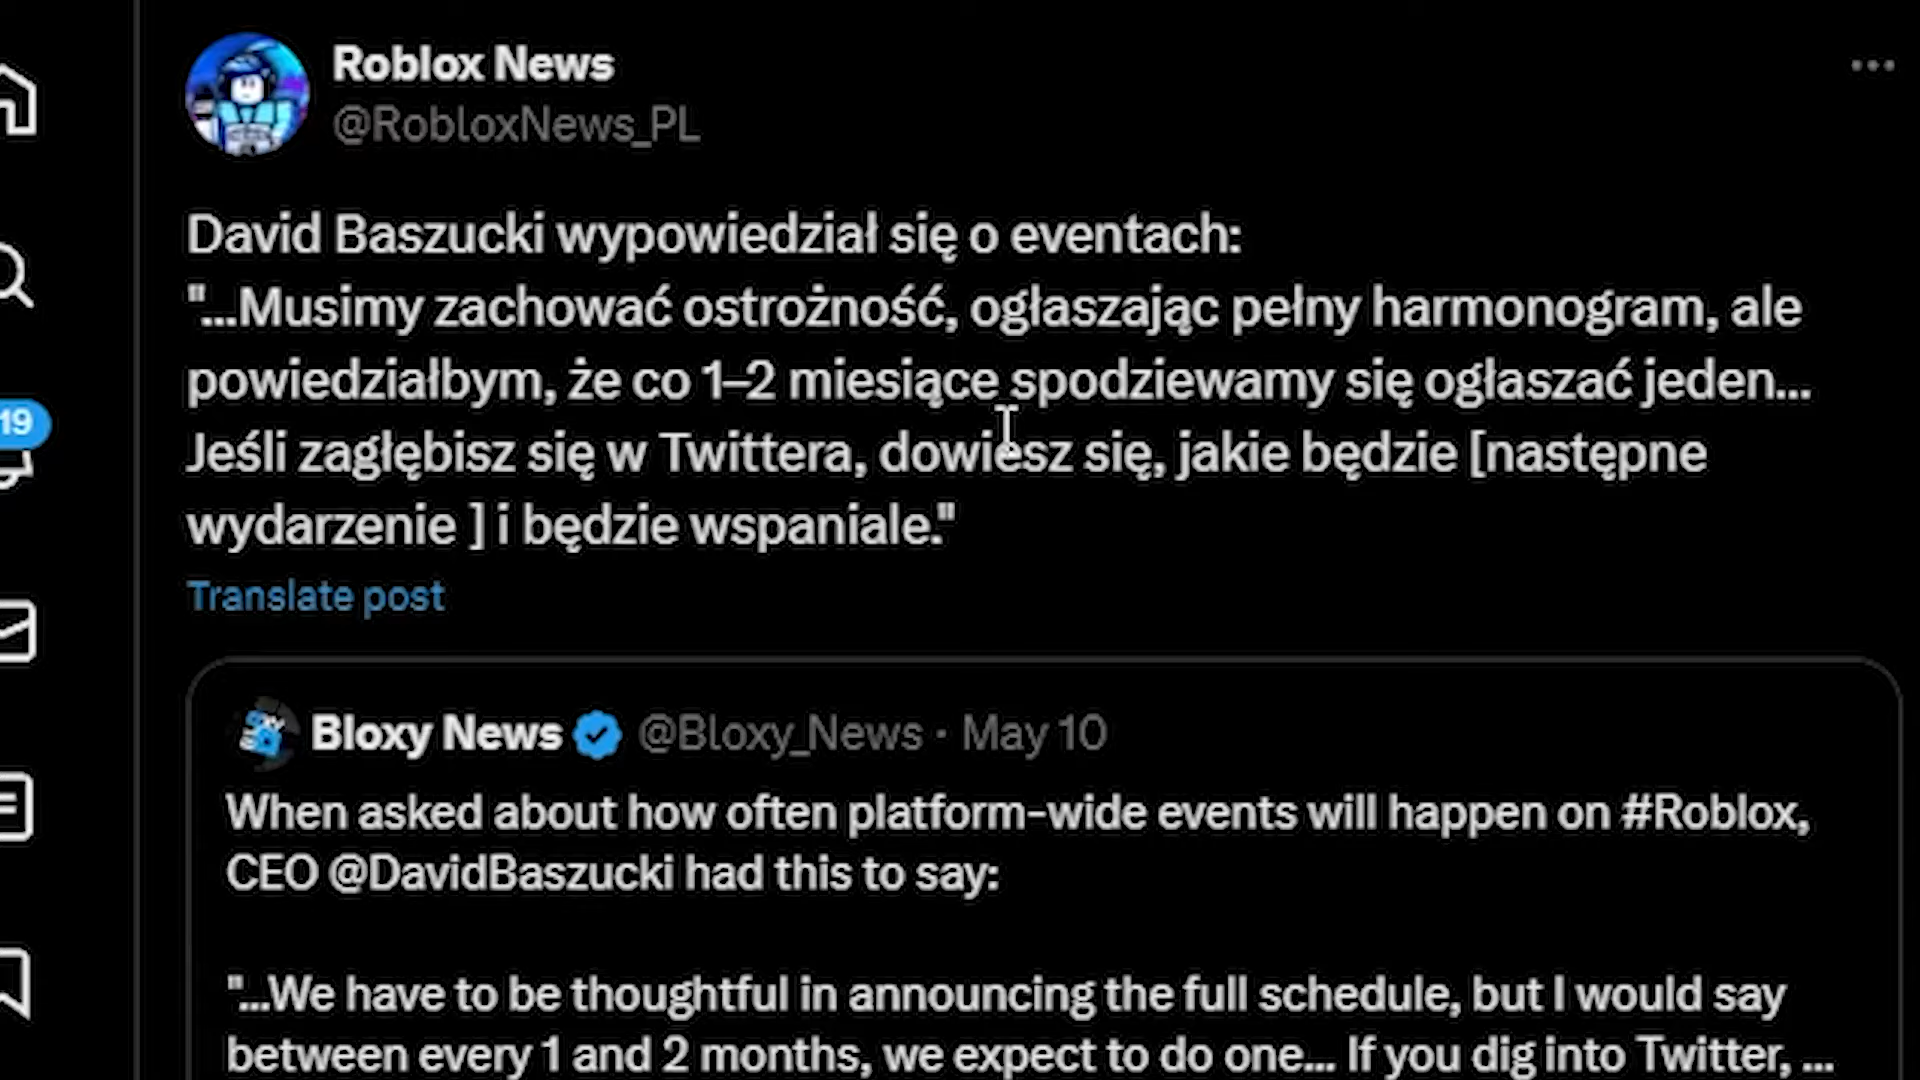 Roblox News
@RobloxNews_PL
David Baszucki wypowiedział się o eventach:
"...Musimy zachować ostrożność, ogłaszając pełny harmonogram, ale
powiedziałbym, że co 1–2 miesiące spodziewamy się ogłaszać jeden...
Jeśli zagłębisz się w Twittera, dowiesz się, jakie będzie [następne
wydarzenie ] i będzie wspaniale."
19
Translate post
Bloxy News @Bloxy_News · May 10
When asked about how often platform-wide events will happen on #Roblox,
CEO @DavidBaszucki had this to say:
"...We have to be thoughtful in announcing the full schedule, but I would say
between every 1 and 2 months, we expect to do one... If you dig into Twitter, ...